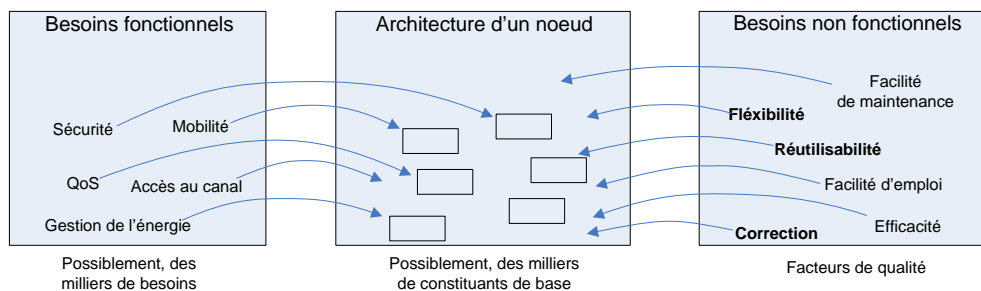 Besoins fonctionnels
Sécurité
Mobilité
QoS
Accès au canal
Gestion de l'énergie
Possiblement, des
milliers de besoins
Architecture d'un noeud
Possiblement, des milliers
de constituants de base
Besoins non fonctionnels
Facilité
de maintenance
Fléxibilité
Réutilisabilité
Facilité d'emploi
Efficacité
Correction
Facteurs de qualité